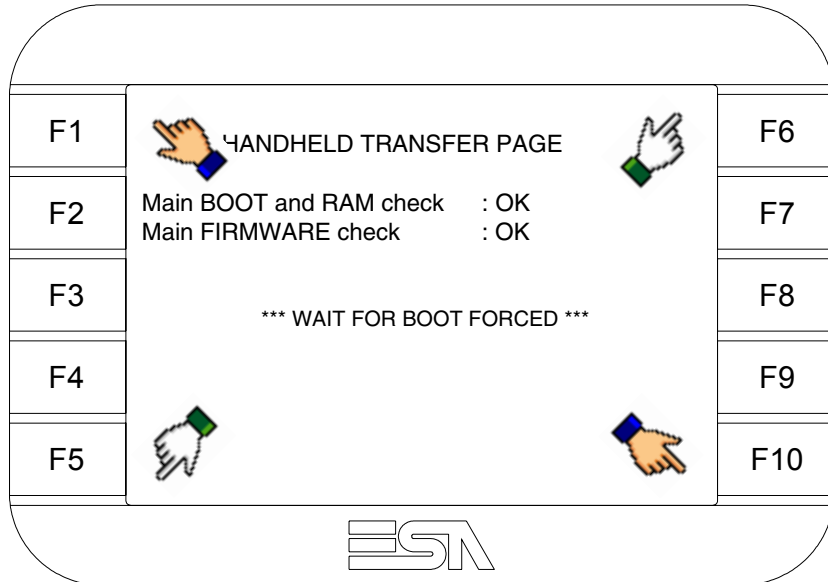 F1
HANDHELD TRANSFER PAGE
F6
F2
Main BOOT and RAM check : OK
Main FIRMWARE check : OK
F7
F3
*** WAIT FOR BOOT FORCED ***
F8
F4
F9
F5
F10
ESA